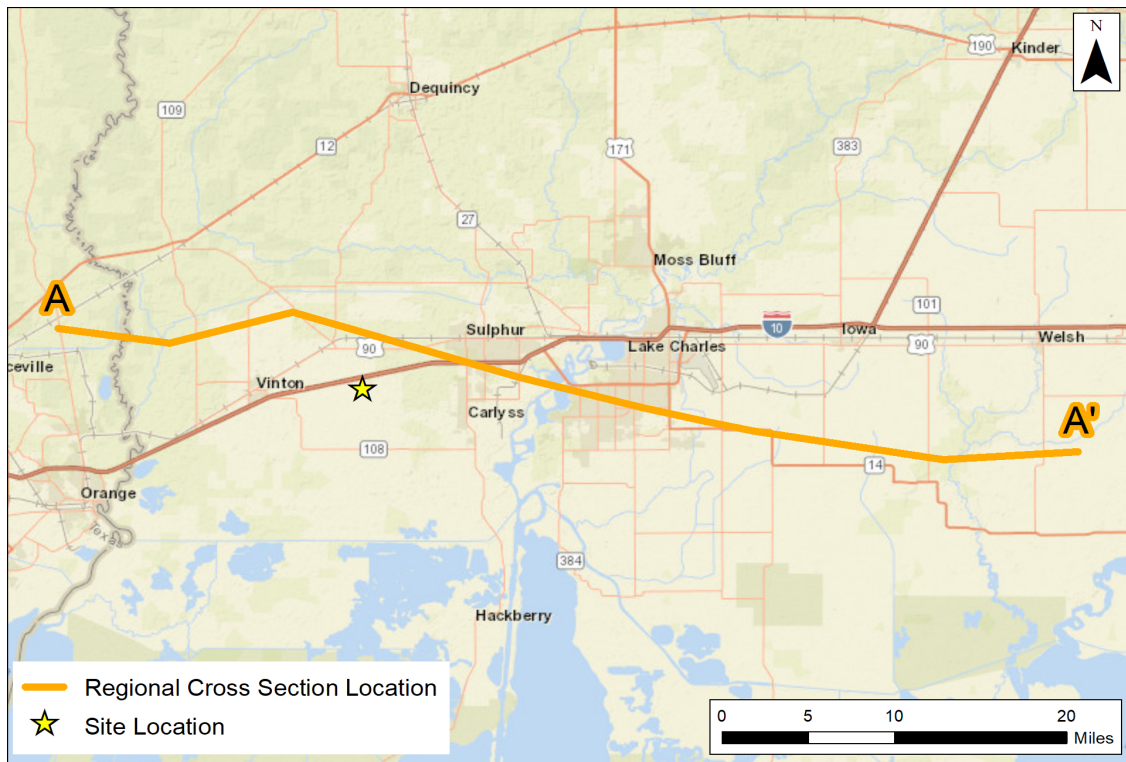 N
190
Kinder
Dequincy
109
12
171
383
27
Moss Bluff
A
101
10
Sulphur
Iowa
Welsh
90
Lake Charles
90
ceville
Vinton
Carlyss
A'
108
14
Orange
Texas
384
Hackberry
Regional Cross Section Location
Site Location
0 5 10 20
Miles